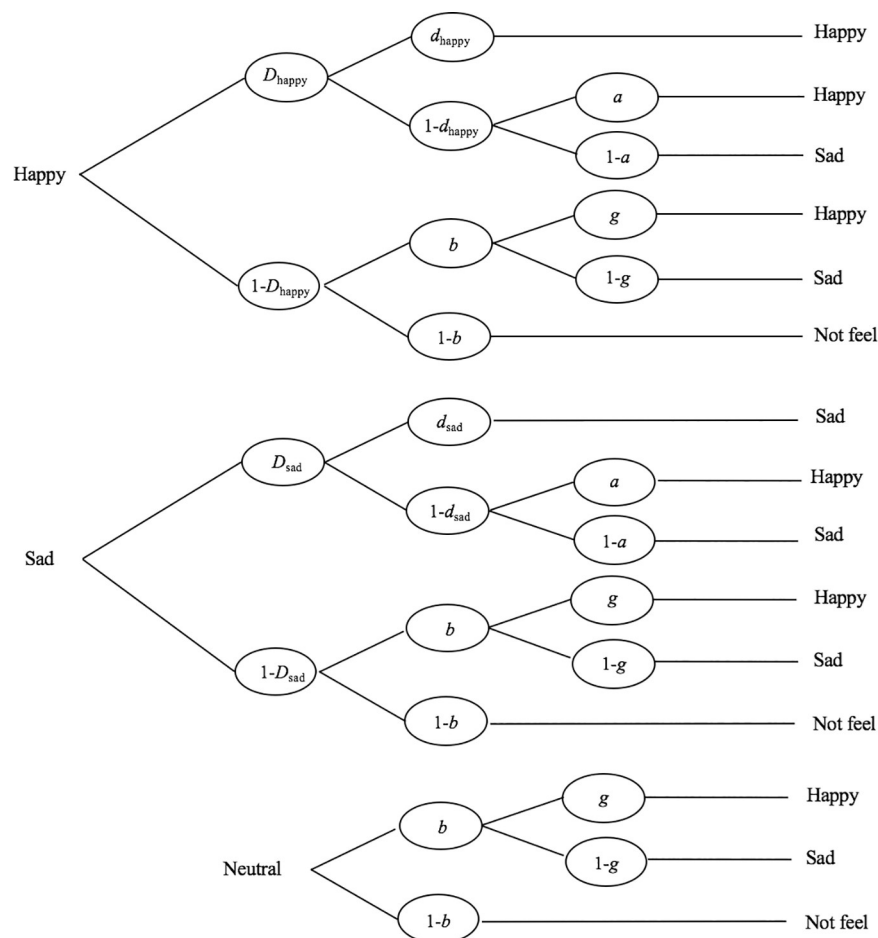 d_happy
Happy
D_happy
a
Happy
1-d_happy
1-a
Sad
Happy
g
Happy
b
1-g
Sad
1-D_happy
1-b
Not feel
d_sad
Sad
D_sad
a
Happy
1-d_sad
1-a
Sad
Sad
g
Happy
b
1-g
Sad
1-D_sad
1-b
Not feel
g
Happy
b
1-g
Sad
Neutral
1-b
Not feel